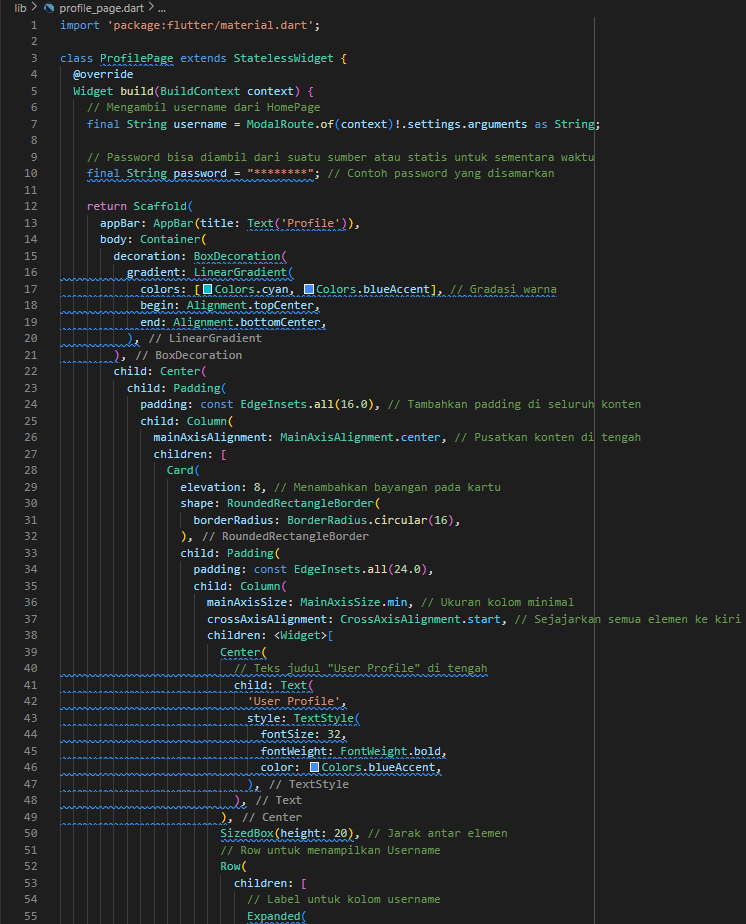 lib > profile_page.dart > ...
1 import 'package:flutter/material.dart';
2
3 class ProfilePage extends StatelessWidget {
4   @override
5   Widget build(BuildContext context) {
6     // Mengambil username dari HomePage
7     final String username = ModalRoute.of(context)!.settings.arguments as String;
8
9     // Password bisa diambil dari suatu sumber atau statis untuk sementara waktu
10     final String password = "********"; // Contoh password yang disamarkan
11
12     return Scaffold(
13       appBar: AppBar(title: Text('Profile')),
14       body: Container(
15         decoration: BoxDecoration(
16           gradient: LinearGradient(
17             colors: [Colors.cyan, Colors.blueAccent], // Gradasi warna
18             begin: Alignment.topCenter,
19             end: Alignment.bottomCenter,
20           ), // LinearGradient
21         ), // BoxDecoration
22         child: Center(
23           child: Padding(
24             padding: const EdgeInsets.all(16.0), // Tambahkan padding di seluruh konten
25             child: Column(
26               mainAxisAlignment: MainAxisAlignment.center, // Pusatkan konten di tengah
27               children: [
28                 Card(
29                   elevation: 8, // Menambahkan bayangan pada kartu
30                   shape: RoundedRectangleBorder(
31                     borderRadius: BorderRadius.circular(16),
32                   ), // RoundedRectangleBorder
33                   child: Padding(
34                     padding: const EdgeInsets.all(24.0),
35                     child: Column(
36                       mainAxisSize: MainAxisSize.min, // Ukuran kolom minimal
37                       crossAxisAlignment: CrossAxisAlignment.start, // Sejajarkan semua elemen ke kiri
38                       children: <Widget>[
39                         Center(
40                           // Teks judul "User Profile" di tengah
41                           child: Text(
42                             'User Profile',
43                             style: TextStyle(
44                               fontSize: 32,
45                               fontWeight: FontWeight.bold,
46                               color: Colors.blueAccent,
47                             ), // TextStyle
48                           ), // Text
49                         ), // Center
50                         SizedBox(height: 20), // Jarak antar elemen
51                         // Row untuk menampilkan Username
52                         Row(
53                           children: [
54                             // Label untuk kolom username
55                             Expanded(